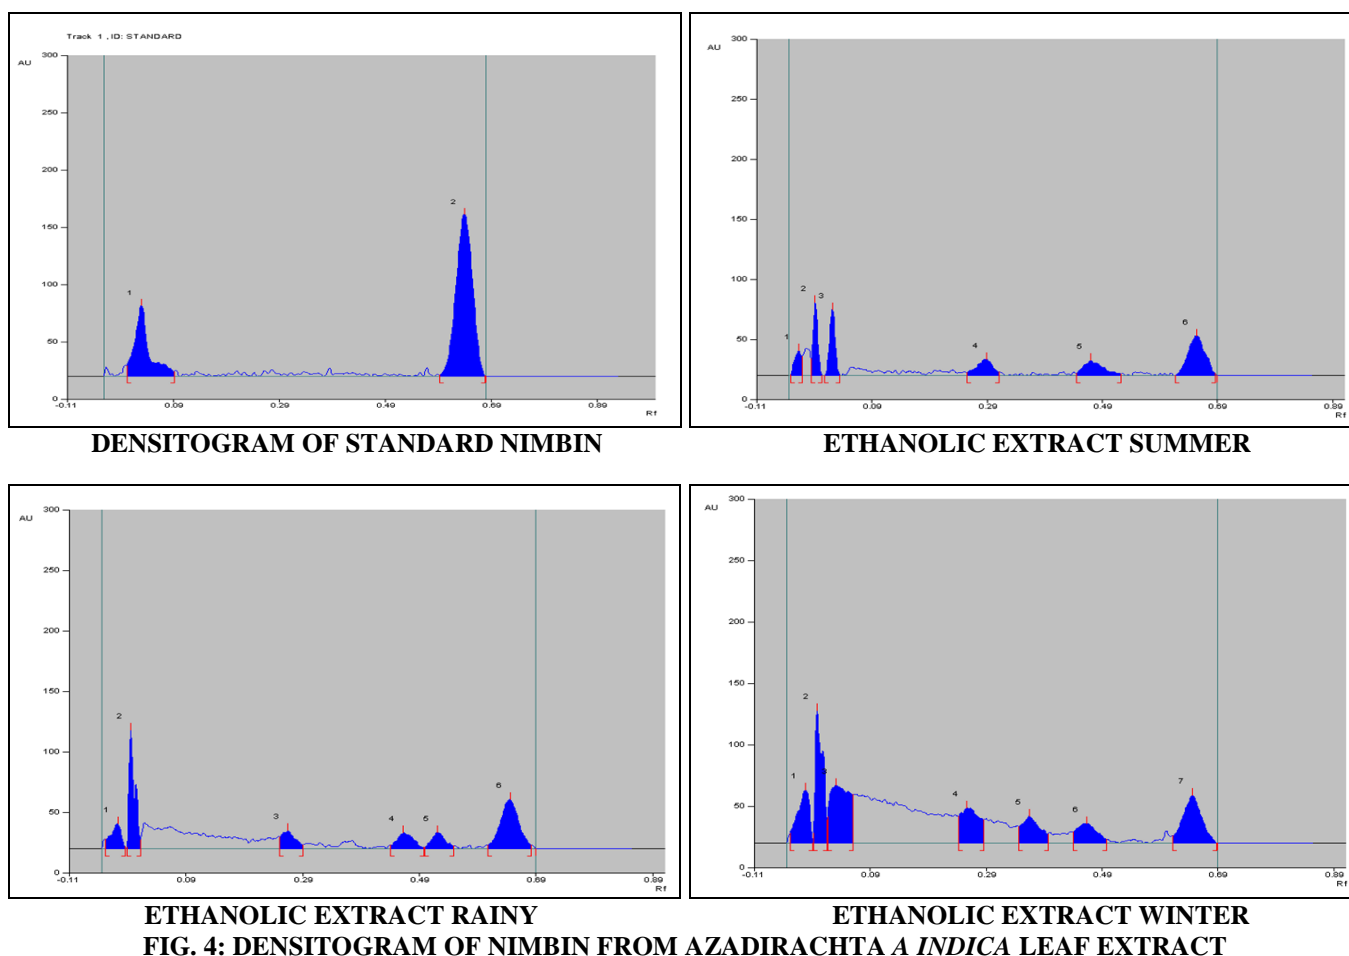 Track 1 , ID: STANDARD
AU
300
250
200
150
100
50
0
1
2
-0.11 0.09 0.29 0.49 0.69 0.89
Rf
DENSITOGRAM OF STANDARD NIMBIN
AU
300
250
200
150
100
50
0
1 2 3 4 5 6
-0.11 0.09 0.29 0.49 0.69 0.89
Rf
ETHANOLIC EXTRACT SUMMER
AU
300
250
200
150
100
50
0
1 2 3 4 5 6
-0.11 0.09 0.29 0.49 0.69 0.89
Rf
ETHANOLIC EXTRACT RAINY
AU
300
250
200
150
100
50
0
1 2 4 5 6 7
-0.11 0.09 0.29 0.49 0.69 0.89
Rf
ETHANOLIC EXTRACT WINTER
FIG. 4: DENSITOGRAM OF NIMBIN FROM AZADIRACHTA A INDICA LEAF EXTRACT